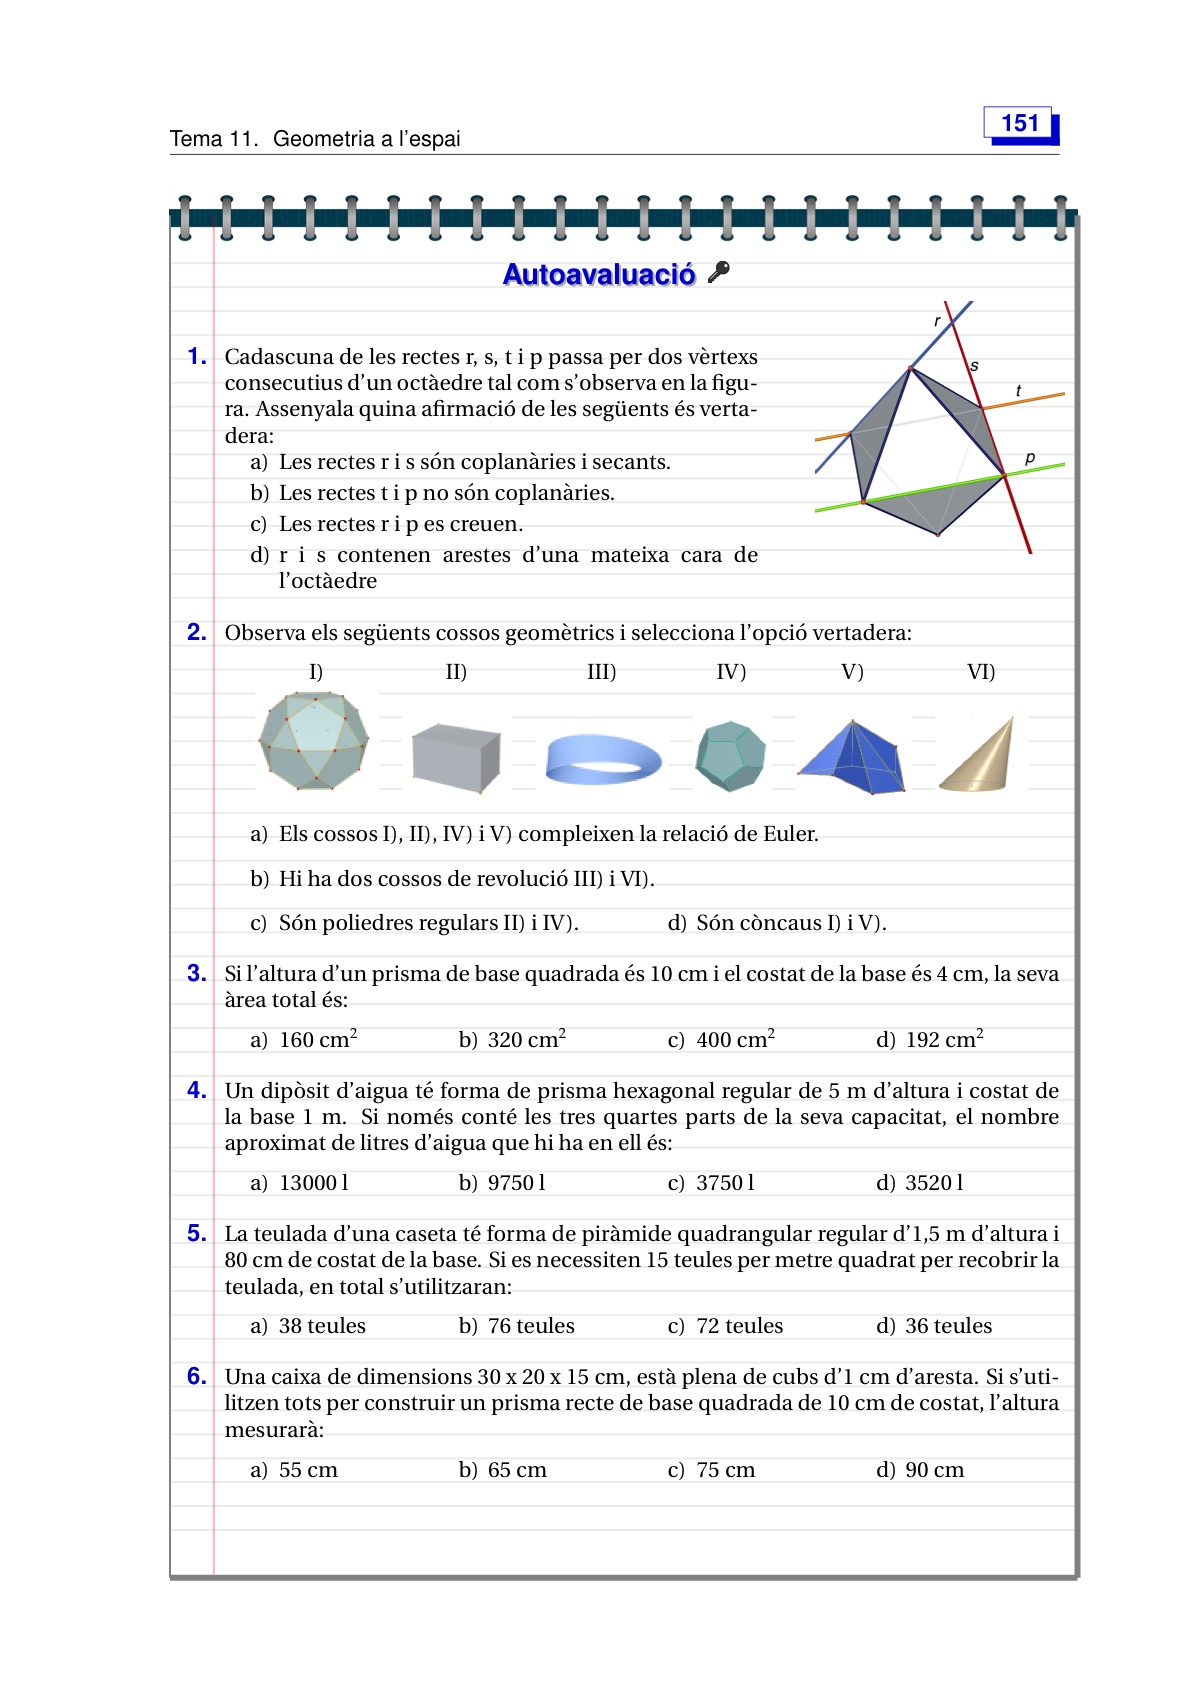 Tema 11. Geometria a l'espai
151
Autoavaluació
1. Cadascuna de les rectes r, s, t i p passa per dos vèrtexs
consecutius d'un octàedre tal com s'observa en la figu-
ra. Assenyala quina afirmació de les següents és verta-
dera:
a) Les rectes r i s són coplanàries i secants.
b) Les rectes t i p no són coplanàries.
c) Les rectes r i p es creuen.
d) r i s contenen arestes d'una mateixa cara de
l'octàedre
r
s
t
p
2. Observa els següents cossos geomètrics i selecciona l'opció vertadera:
I) II) III) IV) V) VI)
a) Els cossos I), II), IV) i V) compleixen la relació de Euler.
b) Hi ha dos cossos de revolució III) i VI).
c) Són poliedres regulars II) i IV). d) Són còncaus I) i V).
3. Si l'altura d'un prisma de base quadrada és 10 cm i el costat de la base és 4 cm, la seva
àrea total és:
a) 160 cm² b) 320 cm² c) 400 cm² d) 192 cm²
4. Un dipòsit d'aigua té forma de prisma hexagonal regular de 5 m d'altura i costat de
la base 1 m. Si només conté les tres quartes parts de la seva capacitat, el nombre
aproximat de litres d'aigua que hi ha en ell és:
a) 13000 l b) 9750 l c) 3750 l d) 3520 l
5. La teulada d'una caseta té forma de piràmide quadrangular regular d'1,5 m d'altura i
80 cm de costat de la base. Si es necessiten 15 teules per metre quadrat per recobrir la
teulada, en total s'utilitzaran:
a) 38 teules b) 76 teules c) 72 teules d) 36 teules
6. Una caixa de dimensions 30 x 20 x 15 cm, està plena de cubs d'1 cm d'aresta. Si s'uti-
litzen tots per construir un prisma recte de base quadrada de 10 cm de costat, l'altura
mesurarà:
a) 55 cm b) 65 cm c) 75 cm d) 90 cm